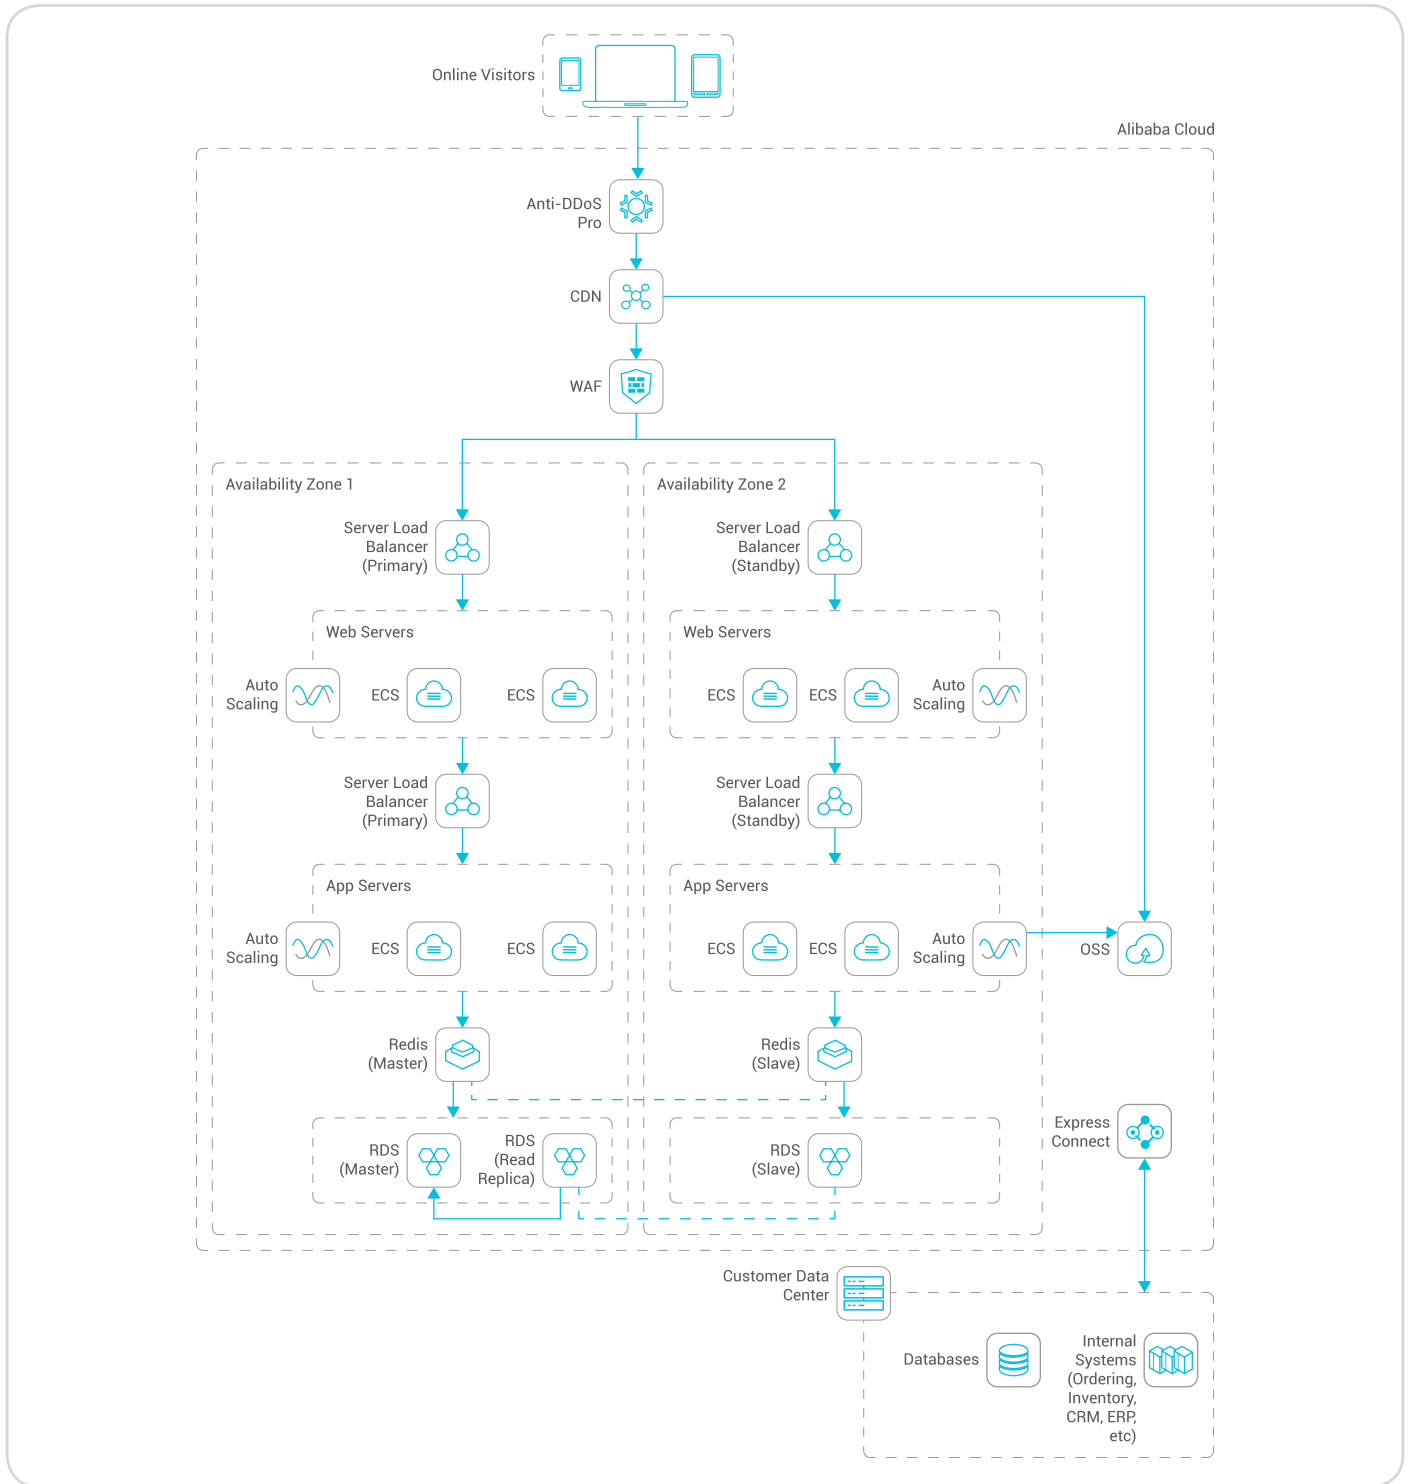 Online Visitors
Alibaba Cloud
Anti-DDoS
Pro
CDN
WAF
Availability Zone 1
Availability Zone 2
Server Load
Balancer
(Primary)
Server Load
Balancer
(Standby)
Web Servers
Web Servers
Auto
Scaling
ECS
ECS
ECS
ECS
Auto
Scaling
Server Load
Balancer
(Primary)
Server Load
Balancer
(Standby)
App Servers
App Servers
Auto
Scaling
ECS
ECS
ECS
ECS
Auto
Scaling
OSS
Redis
(Master)
Redis
(Slave)
Express
Connect
RDS
(Master)
RDS
(Read
Replica)
RDS
(Slave)
Customer Data
Center
Databases
Internal
Systems
(Ordering,
Inventory,
CRM, ERP,
etc)